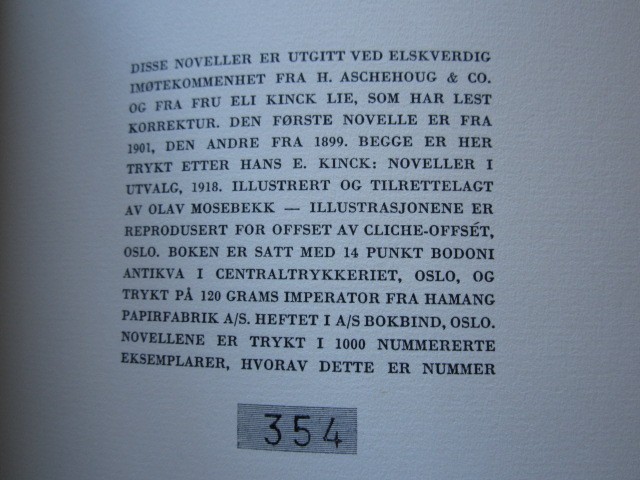 DISSE NOVELLER ER UTGITT VED ELSKVERDIG
IMØTEKOMMENHET FRA H. ASCHEHOUG & CO.
OG FRA FRU ELI KINCK LIE, SOM HAR LEST
KORREKTUR. DEN FØRSTE NOVELLE ER FRA
1901, DEN ANDRE FRA 1899. BEGGE ER HER
TRYKT ETTER HANS E. KINCK: NOVELLER I
UTVALG, 1918. ILLUSTRERT OG TILRETTELAGT
AV OLAV MOSEBEKK — ILLUSTRASJONENE ER
REPRODUSERT FOR OFFSET AV CLICHE-OFFSÉT,
OSLO. BOKEN ER SATT MED 14 PUNKT BODONI
ANTIKVA I CENTRALTRYKKERIET, OSLO, OG
TRYKT PÅ 120 GRAMS IMPERATOR FRA HAMANG
PAPIRFABRIK A/S. HEFTET I A/S BOKBIND, OSLO.
NOVELLENE ER TRYKT I 1000 NUMMERERTE
EKSEMPLARER, HVORAV DETTE ER NUMMER
354